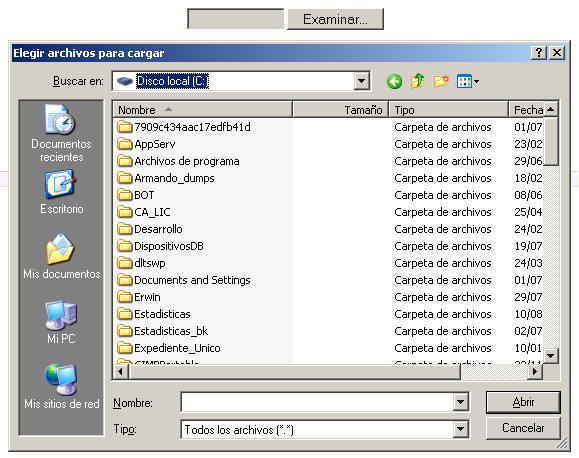 Examinar...
Elegir archivos para cargar
Buscar en: Disco local (C:)
Nombre Tamaño Tipo Fecha
7909c434aac17edfb41d Carpeta de archivos 01/07
AppServ Carpeta de archivos 23/02
Archivos de programa Carpeta de archivos 29/06
Armando_dumps Carpeta de archivos 18/02
BOT Carpeta de archivos 08/06
CA_LIC Carpeta de archivos 25/04
Desarrollo Carpeta de archivos 24/02
DispositivosDB Carpeta de archivos 19/07
dltswp Carpeta de archivos 24/03
Documents and Settings Carpeta de archivos 01/07
Erwin Carpeta de archivos 29/07
Estadisticas Carpeta de archivos 10/08
Estadisticas_bk Carpeta de archivos 02/07
Expediente_Unico Carpeta de archivos 10/01
Documentos
recientes
Escritorio
Mis documentos
Mi PC
Mis sitios de red
Nombre: Abrir
Tipo: Todos los archivos (*.*) Cancelar